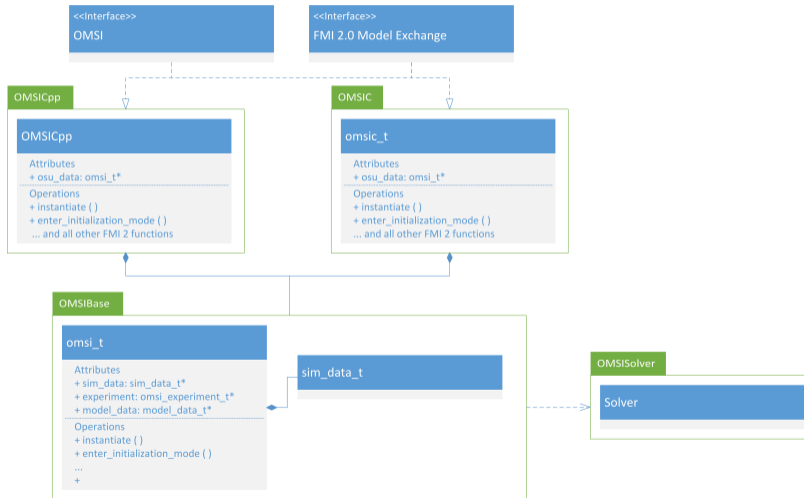 <<Interface>>
OMSI
<<Interface>>
FMI 2.0 Model Exchange
OMSICpp
OMSICpp
Attributes
+ osu_data: omsi_t*
Operations
+ instantiate ( )
+ enter_initialization_mode ( )
... and all other FMI 2 functions
OMSIC
omsic_t
Attributes
+ osu_data: omsi_t*
Operations
+ instantiate ( )
+ enter_initialization_mode ( )
... and all other FMI 2 functions
OMSIBase
omsi_t
Attributes
+ sim_data: sim_data_t*
+ experiment: omsi_experiment_t*
+ model_data: model_data_t*
Operations
+ instantiate ( )
+ enter_initialization_mode ( )
...
+
sim_data_t
OMSISolver
Solver